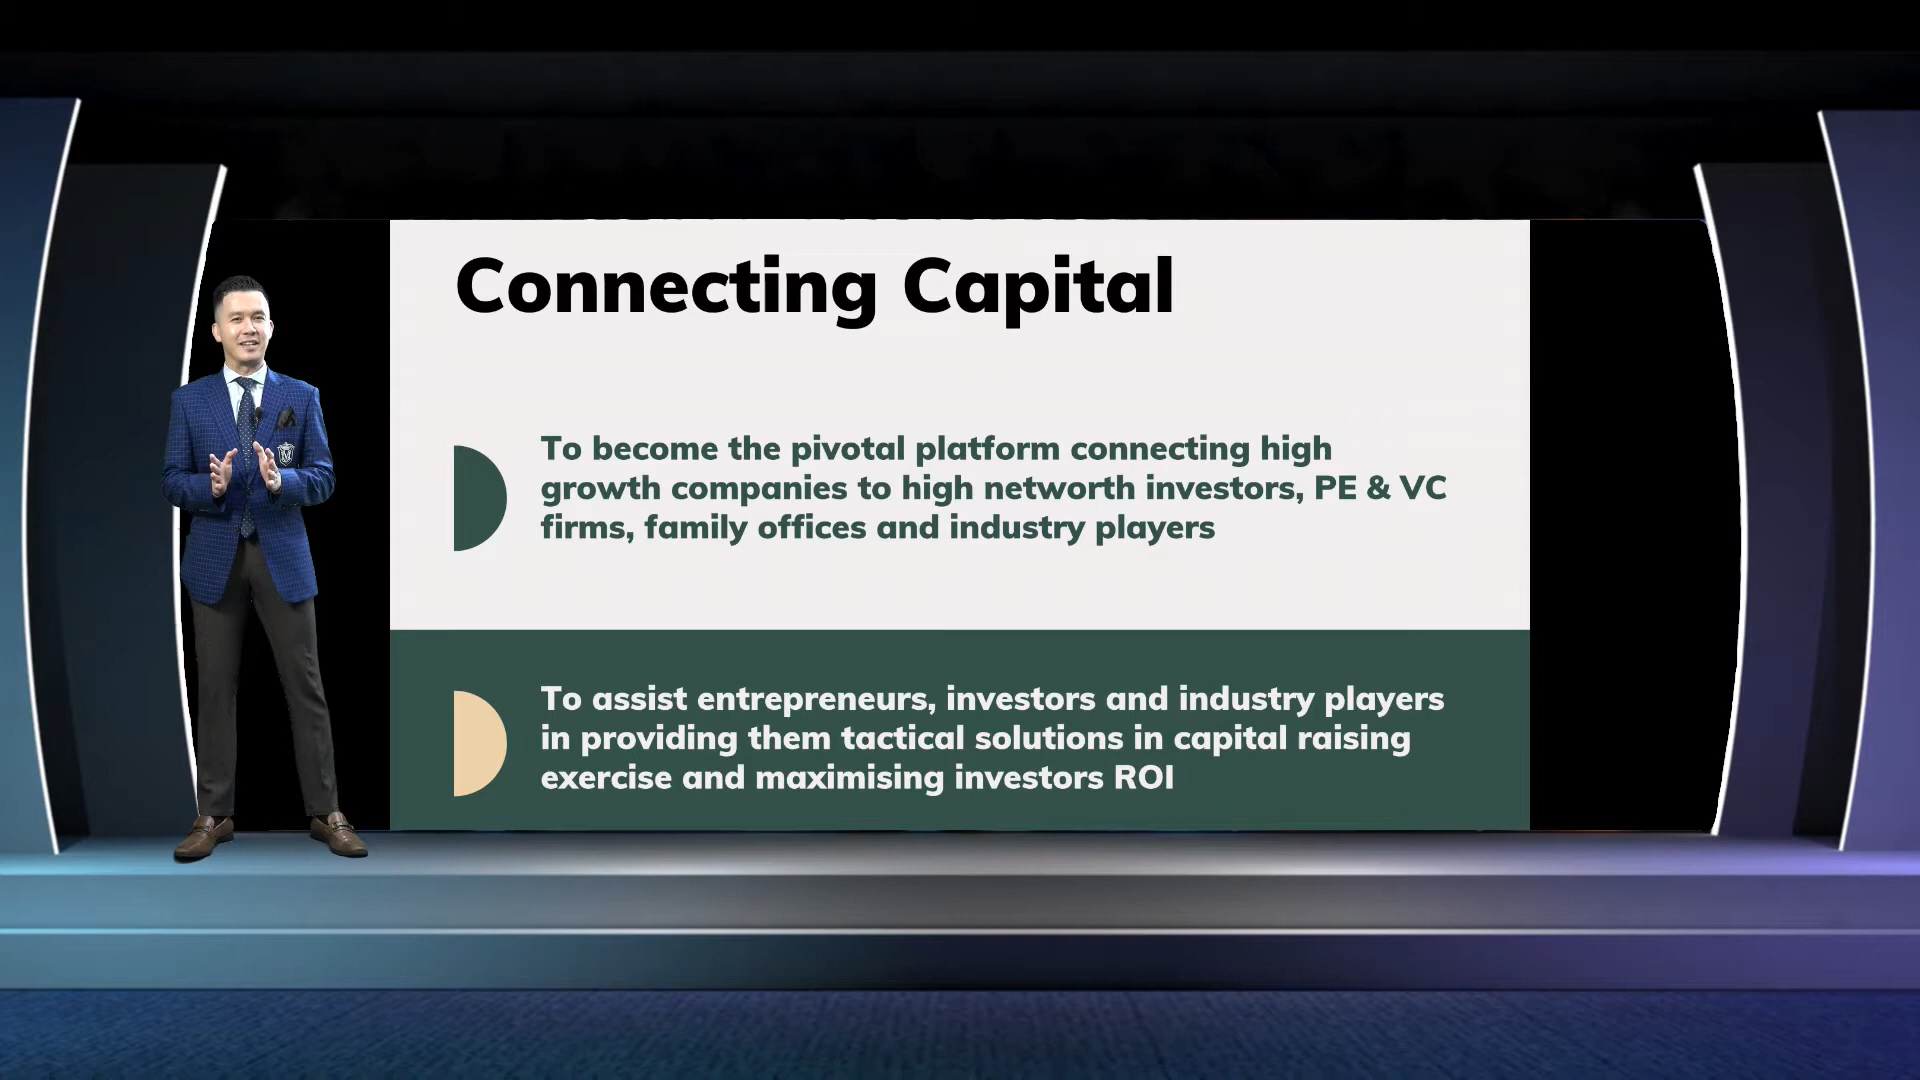 Connecting Capital
To become the pivotal platform connecting high
growth companies to high networth investors, PE & VC
firms, family offices and industry players
To assist entrepreneurs, investors and industry players
in providing them tactical solutions in capital raising
exercise and maximising investors ROI